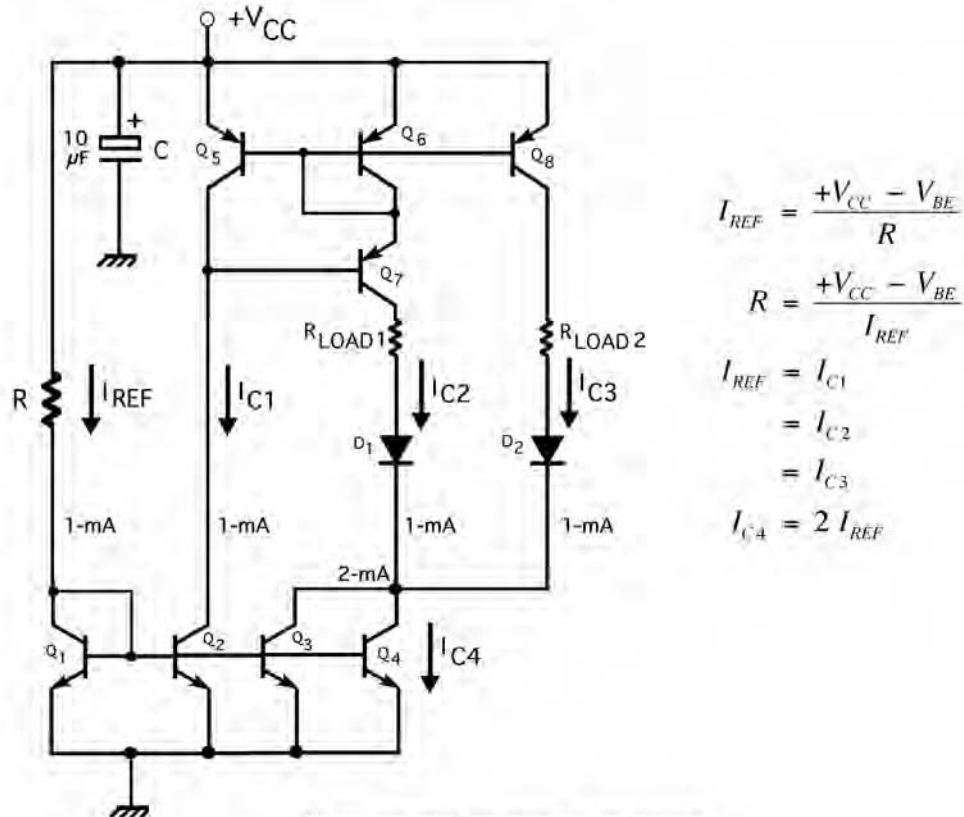 +VCC
10
µF
+
C
Q5
Q6
Q8
Q7
RLOAD1
RLOAD 2
R
IREF
IC1
IC2
IC3
D1
D2
1-mA
1-mA
1-mA
1-mA
2-mA
Q1
Q2
Q3
Q4
IC4
IREF = +VCC − VBE / R
R = +VCC − VBE / IREF
IREF = IC1
= IC2
= IC3
IC4 = 2 IREF